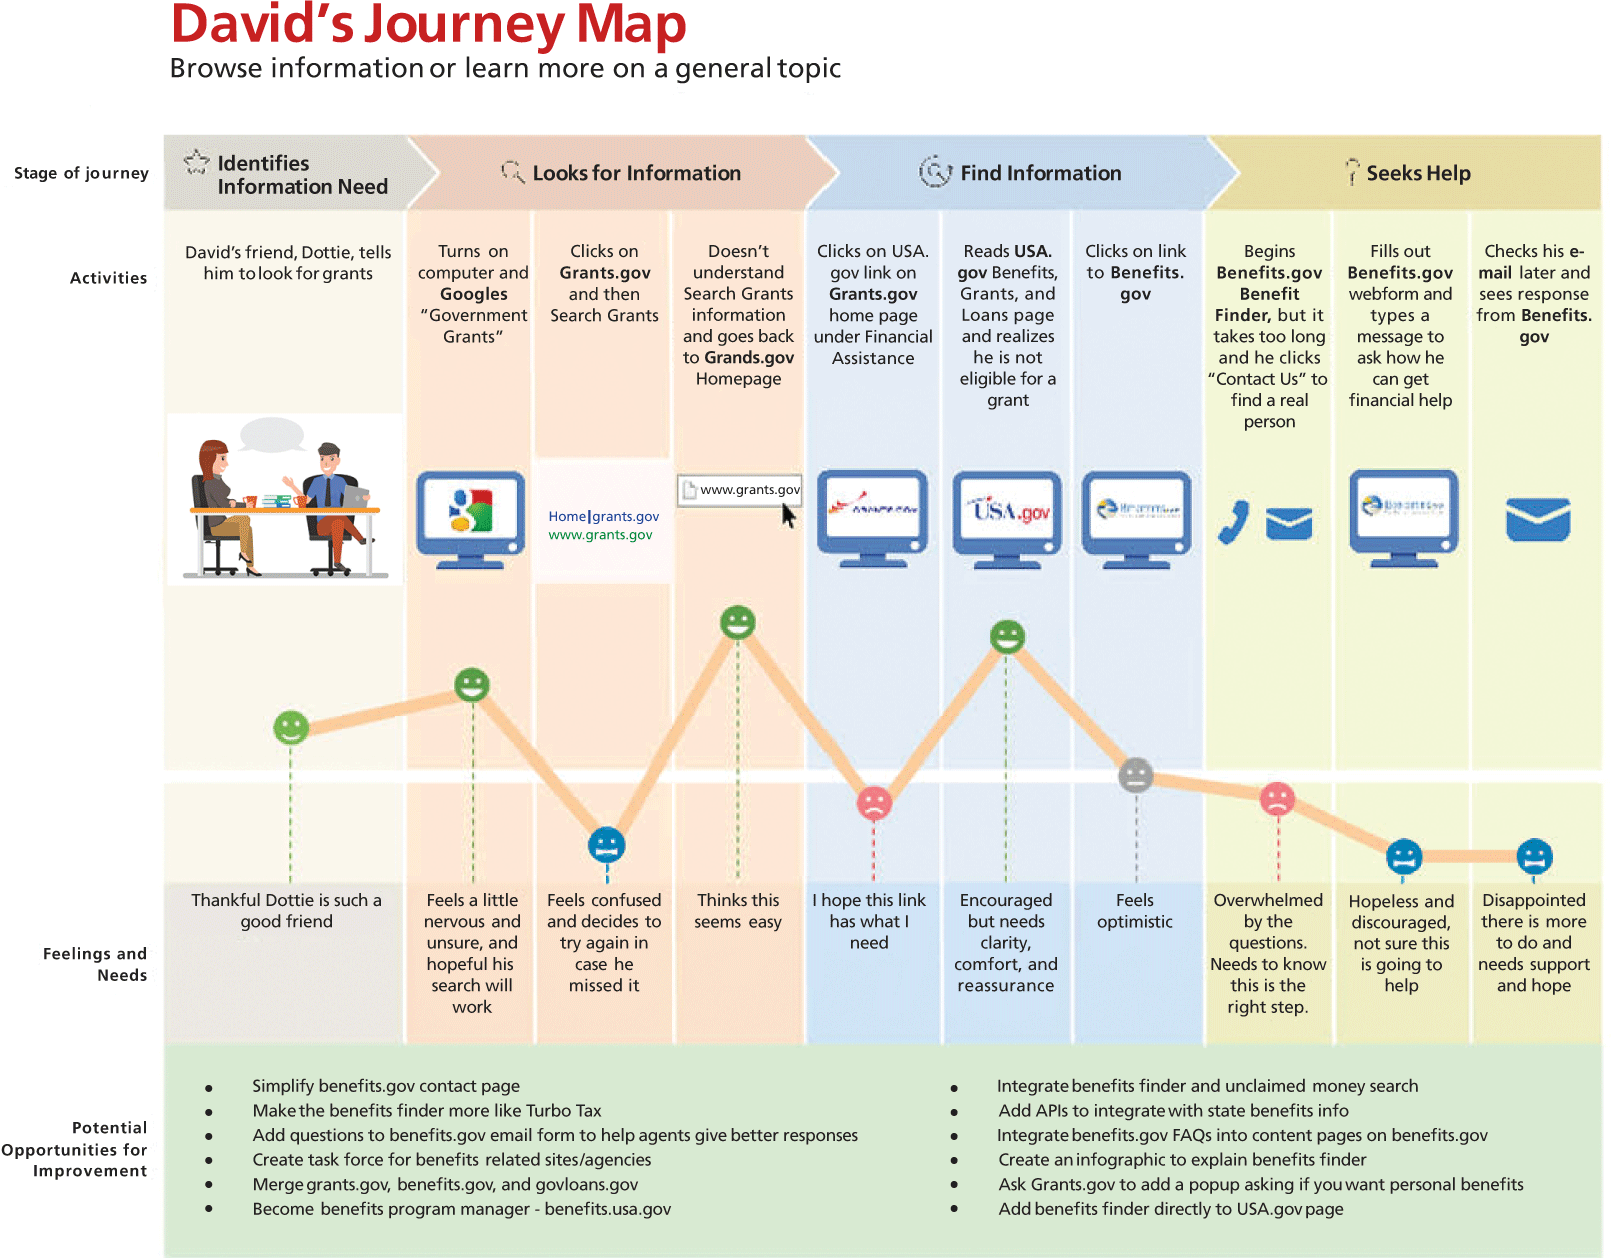 David's Journey Map
Browse information or learn more on a general topic
Stage of journey
Identifies
Information Need
Looks for Information
Find Information
Seeks Help
Activities
David's friend, Dottie, tells
him to look for grants
Turns on
computer and
Googles
"Government
Grants"
Clicks on
Grants.gov
and then
Search Grants
Doesn't
understand
Search Grants
information
and goes back
to Grands.gov
Homepage
Clicks on USA.
gov link on
Grants.gov
home page
under Financial
Assistance
Reads USA.
gov Benefits,
Grants, and
Loans page
and realizes
he is not
eligible for a
grant
Clicks on link
to Benefits.
gov
Begins
Benefits.gov
Benefit
Finder, but it
takes too long
and he clicks
"Contact Us" to
find a real
person
Fills out
Benefits.gov
webform and
types a
message to
ask how he
can get
financial help
Checks his e-
mail later and
sees response
from Benefits.
gov
Home|grants.gov
www.grants.gov
www.grants.gov
USA.gov
Feelings and
Needs
Thankful Dottie is such a
good friend
Feels a little
nervous and
unsure, and
hopeful his
search will
work
Feels confused
and decides to
try again in
case he
missed it
Thinks this
seems easy
I hope this link
has what I
need
Encouraged
but needs
clarity,
comfort, and
reassurance
Feels
optimistic
Overwhelmed
by the
questions.
Needs to know
this is the
right step.
Hopeless and
discouraged,
not sure this
is going to
help
Disappointed
there is more
to do and
needs support
and hope
Potential
Opportunities for
Improvement
• Simplify benefits.gov contact page
• Make the benefits finder more like Turbo Tax
• Add questions to benefits.gov email form to help agents give better responses
• Create task force for benefits related sites/agencies
• Merge grants.gov, benefits.gov, and govloans.gov
• Become benefits program manager - benefits.usa.gov
• Integrate benefits finder and unclaimed money search
• Add APIs to integrate with state benefits info
• Integrate benefits.gov FAQs into content pages on benefits.gov
• Create an infographic to explain benefits finder
• Ask Grants.gov to add a popup asking if you want personal benefits
• Add benefits finder directly to USA.gov page